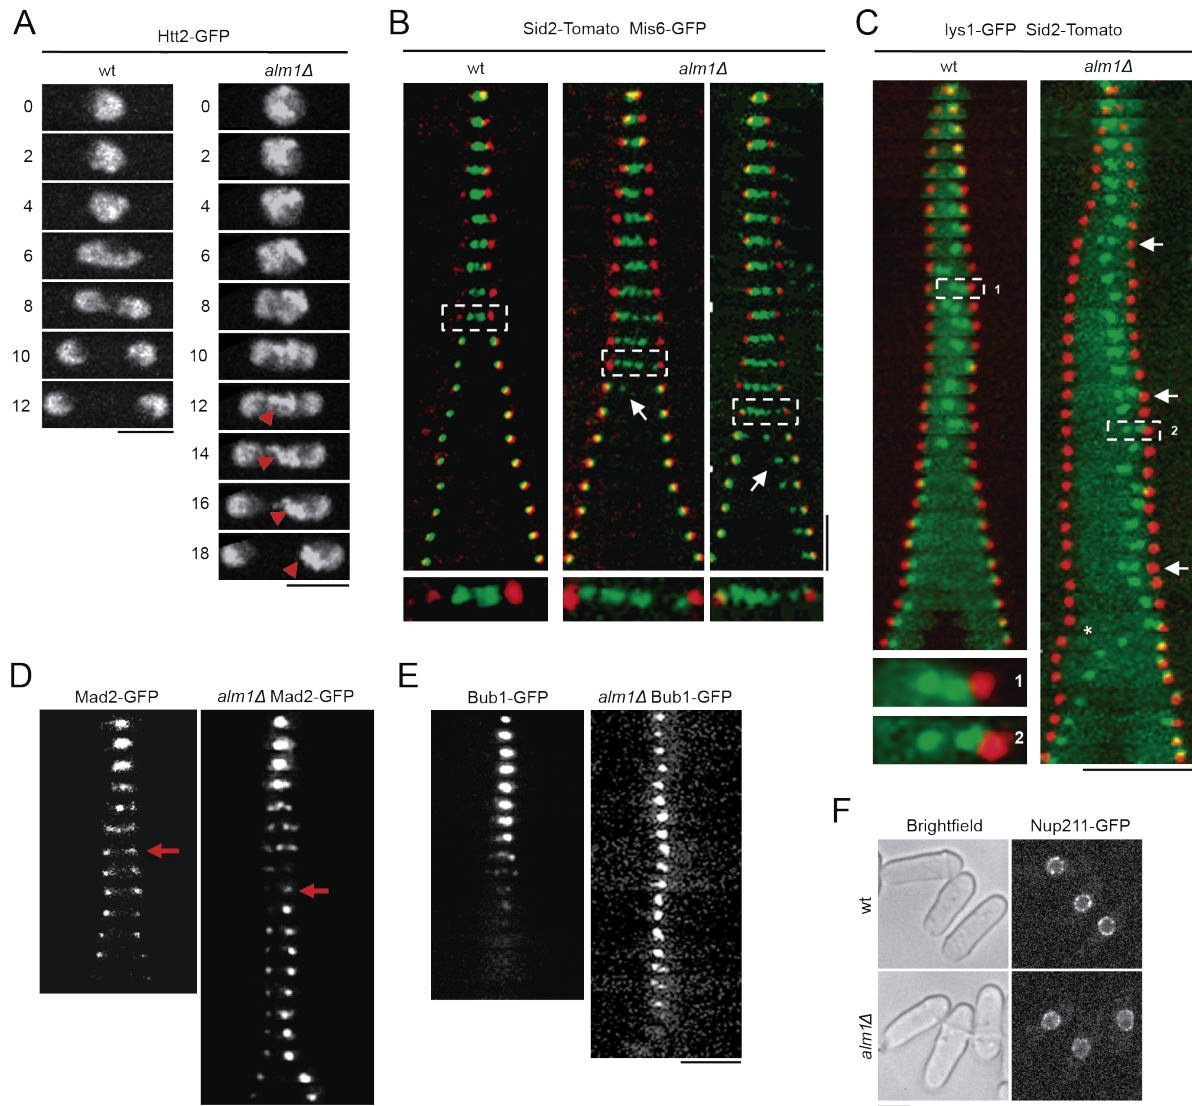 A
Htt2-GFP
wt
alm1Δ
0
2
4
6
8
10
12
0
2
4
6
8
10
12
14
16
18
B
Sid2-Tomato Mis6-GFP
wt
alm1Δ
C
lys1-GFP Sid2-Tomato
wt
alm1Δ
1
2
*
1
2
D
Mad2-GFP
alm1Δ Mad2-GFP
E
Bub1-GFP
alm1Δ Bub1-GFP
F
Brightfield
Nup211-GFP
wt
alm1Δ